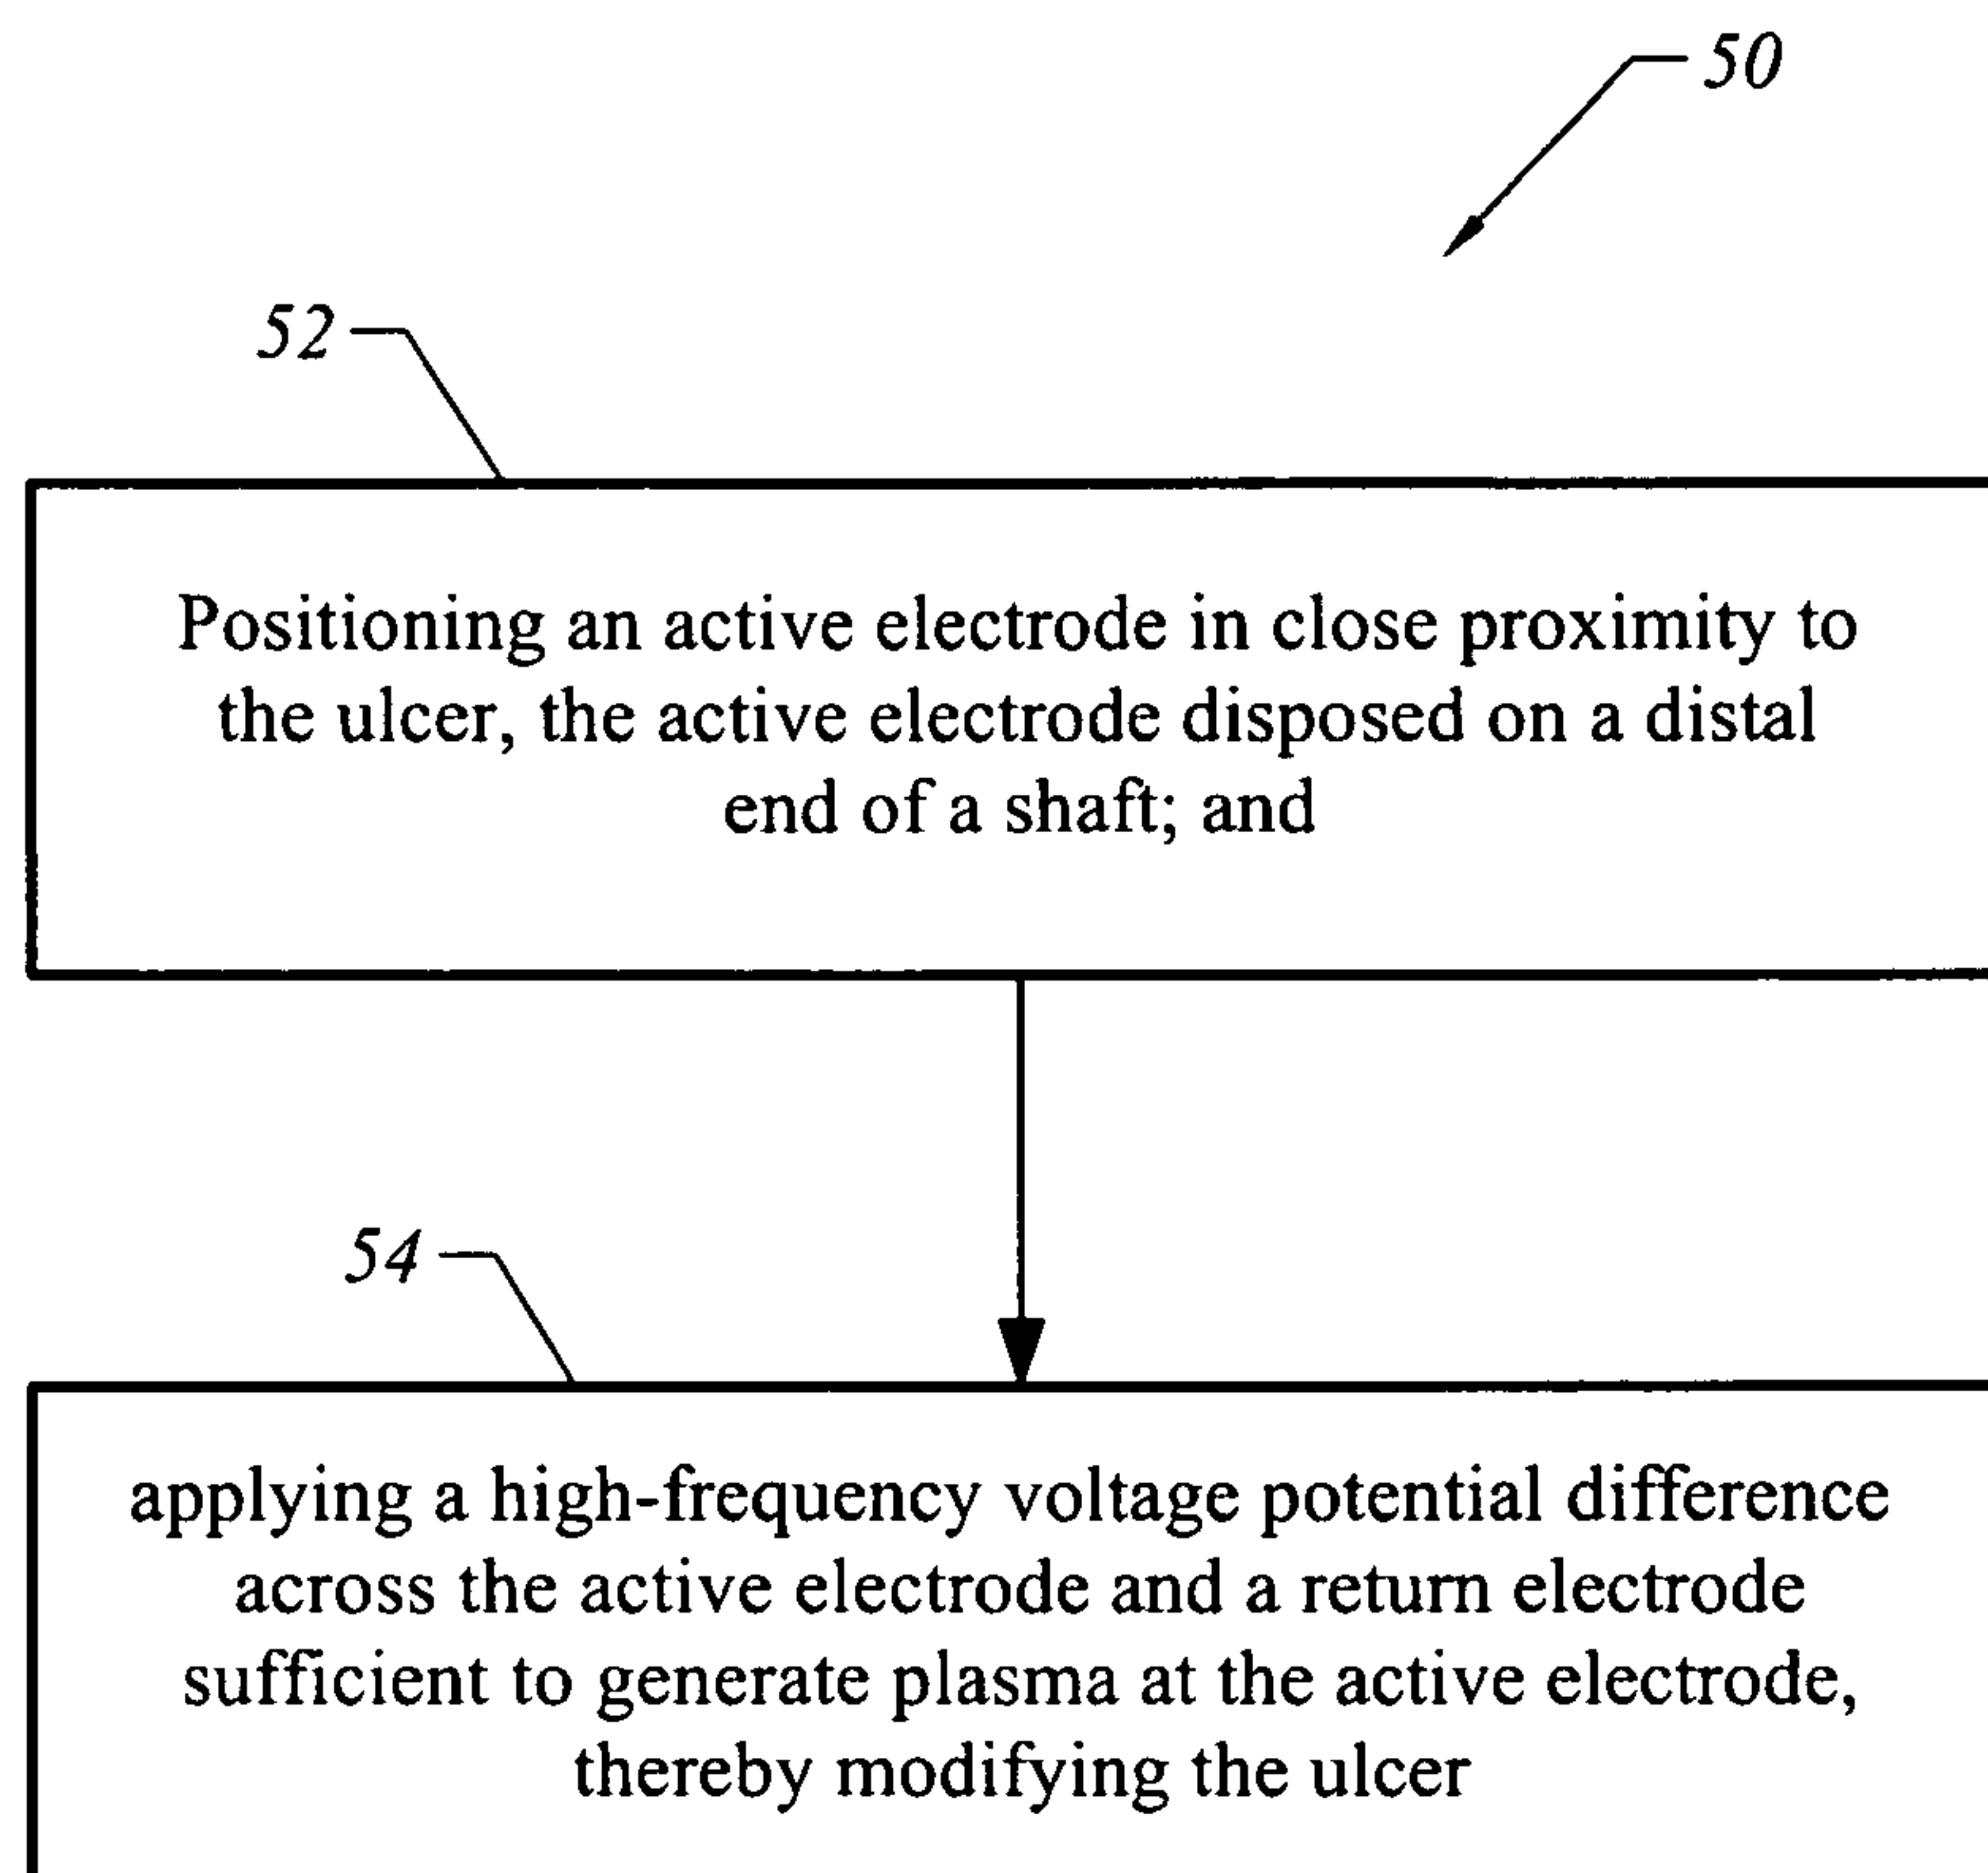 50
52
Positioning an active electrode in close proximity to
the ulcer, the active electrode disposed on a distal
end of a shaft; and
54
applying a high-frequency voltage potential difference
across the active electrode and a return electrode
sufficient to generate plasma at the active electrode,
thereby modifying the ulcer